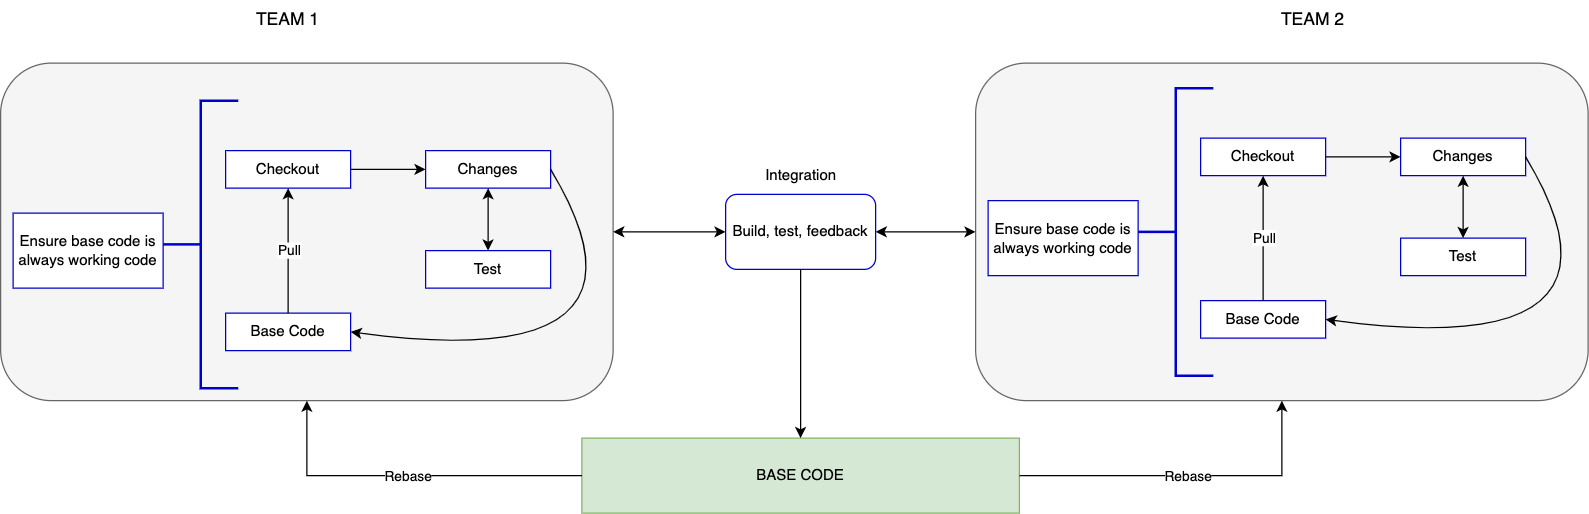 TEAM 1
TEAM 2
Checkout
Changes
Ensure base code is
always working code
Pull
Test
Base Code
Integration
Build, test, feedback
Checkout
Changes
Ensure base code is
always working code
Pull
Test
Base Code
Rebase
BASE CODE
Rebase